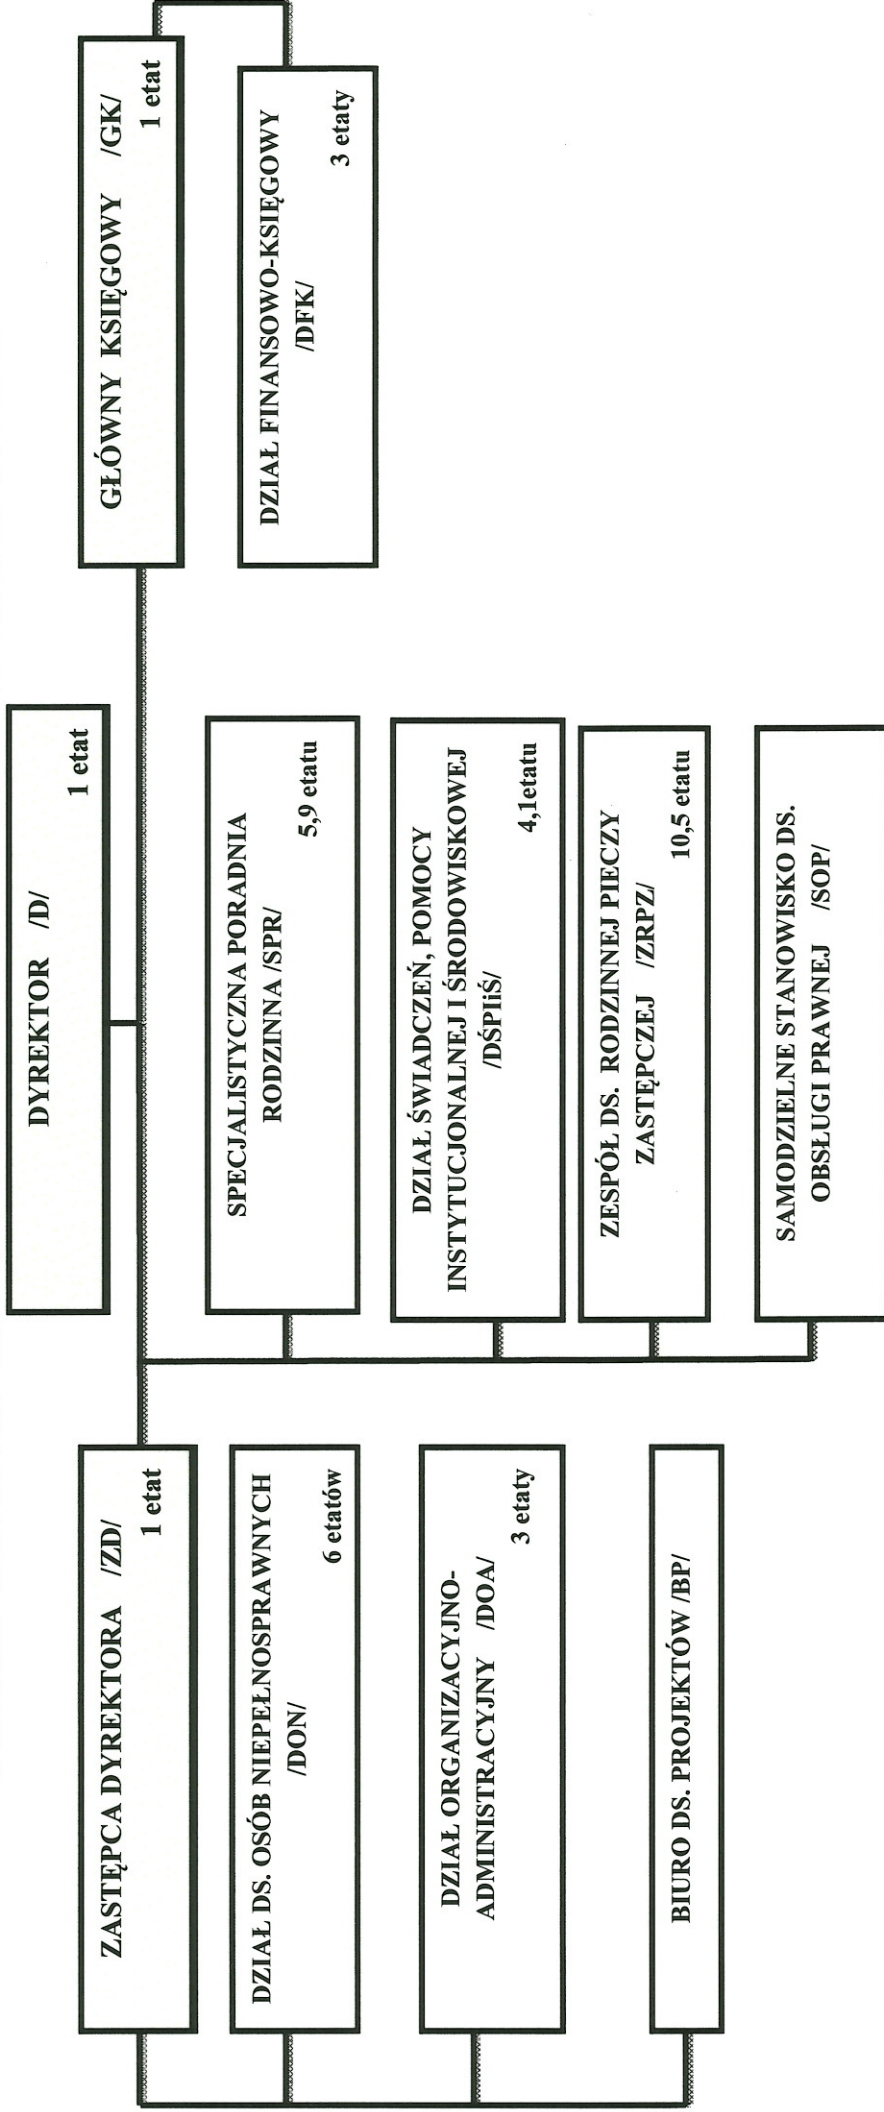 DYREKTOR /D/
1 etat
ZASTĘPCA DYREKTORA /ZD/
1 etat
DZIAŁ DS. OSÓB NIEPEŁNOSPRAWNYCH
/DON/
6 etatów
DZIAŁ ORGANIZACYJNO-
ADMINISTRACYJNY /DOA/
3 etaty
BIURO DS. PROJEKTÓW /BP/
SPECJALISTYCZNA PORADNIA
RODZINNA /SPR/
5,9 etatu
DZIAŁ ŚWIADCZEŃ, POMOCY
INSTYTUCJONALNEJ I ŚRODOWISKOWEJ
/DŚPIiŚ/
4,1etatu
ZESPÓŁ DS. RODZINNEJ PIECZY
ZASTĘPCZEJ /ZRPZ/
10,5 etatu
SAMODZIELNE STANOWISKO DS.
OBSŁUGI PRAWNEJ /SOP/
GŁÓWNY KSIĘGOWY /GK/
1 etat
DZIAŁ FINANSOWO-KSIĘGOWY
/DFK/
3 etaty